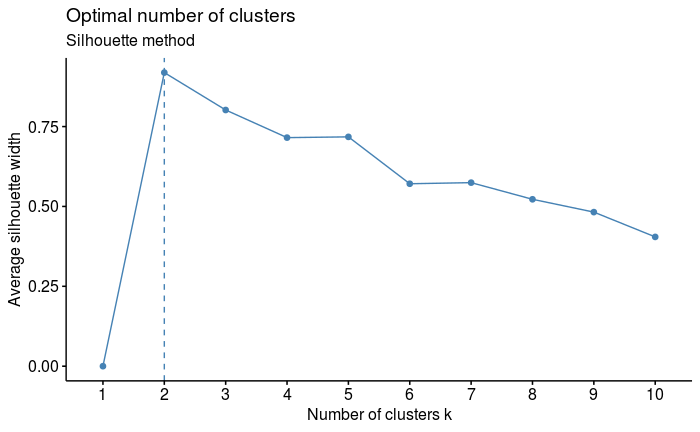 Optimal number of clusters
Silhouette method
Average silhouette width
0.75
0.50
0.25
0.00
1 2 3 4 5 6 7 8 9 10
Number of clusters k